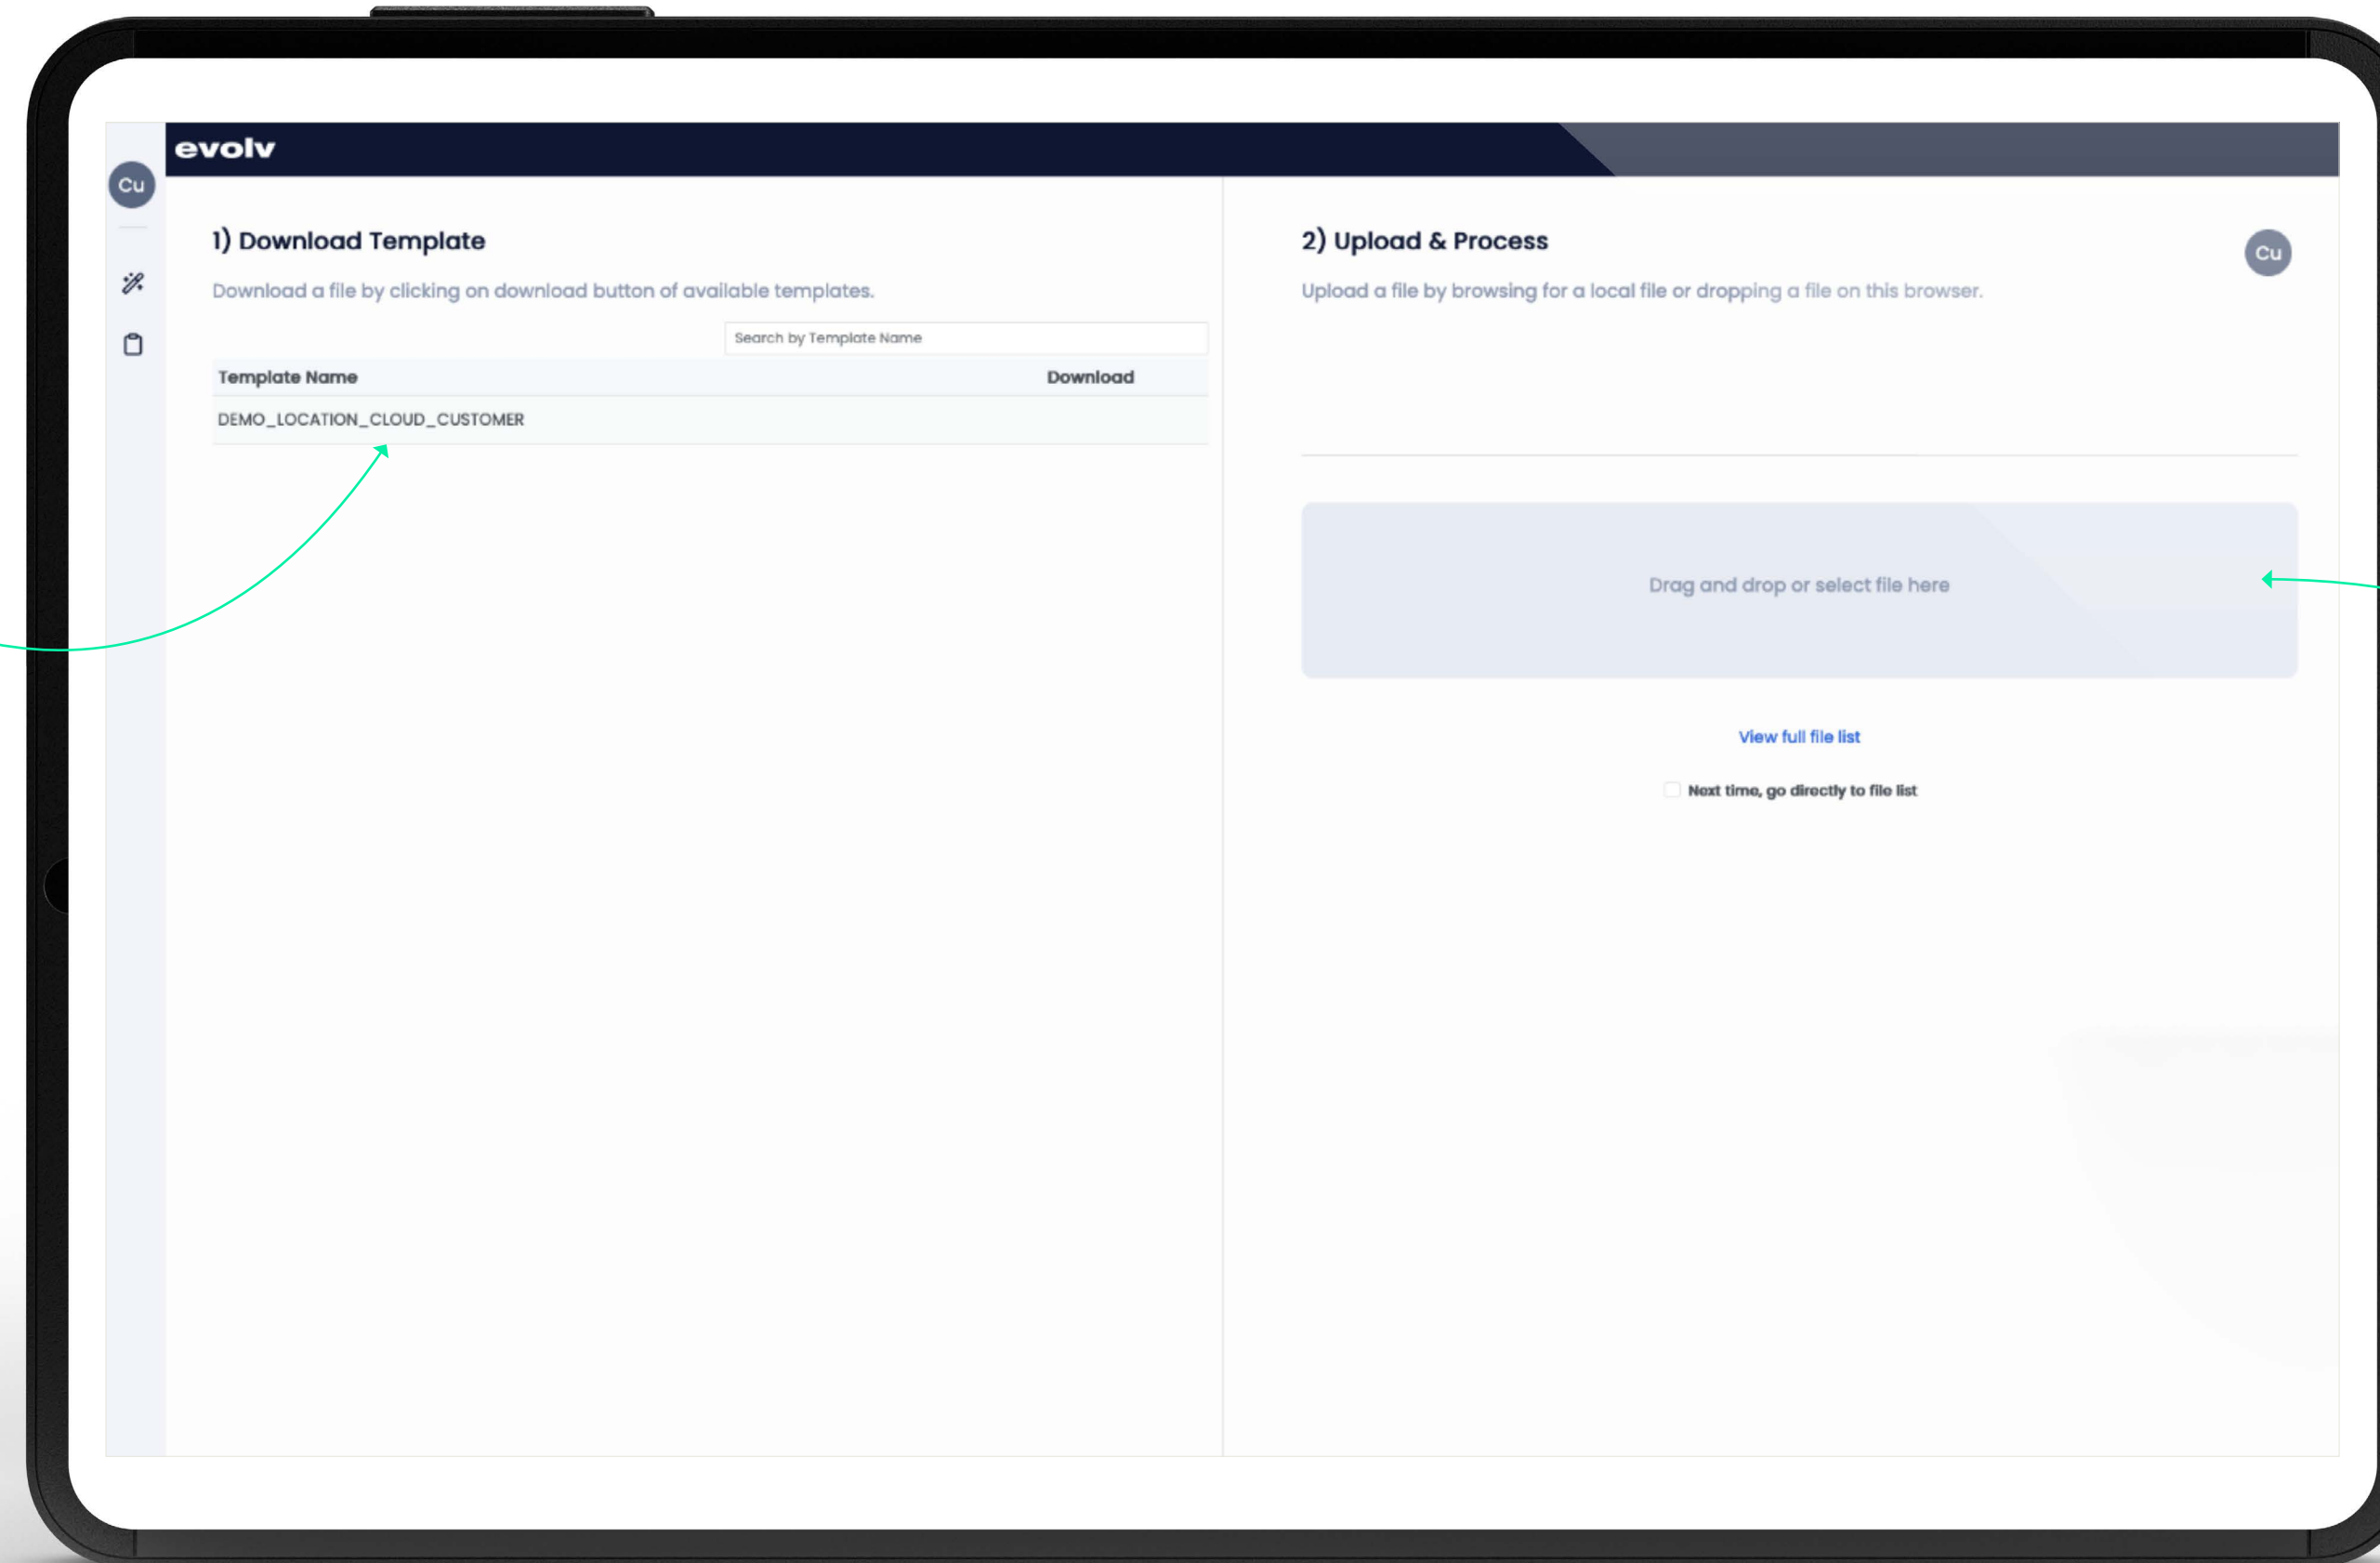 evolv
Cu
1) Download Template
Download a file by clicking on download button of available templates.
Search by Template Name
Template Name Download
DEMO_LOCATION_CLOUD_CUSTOMER
2) Upload & Process
Cu
Upload a file by browsing for a local file or dropping a file on this browser.
Drag and drop or select file here
View full file list
Next time, go directly to file list